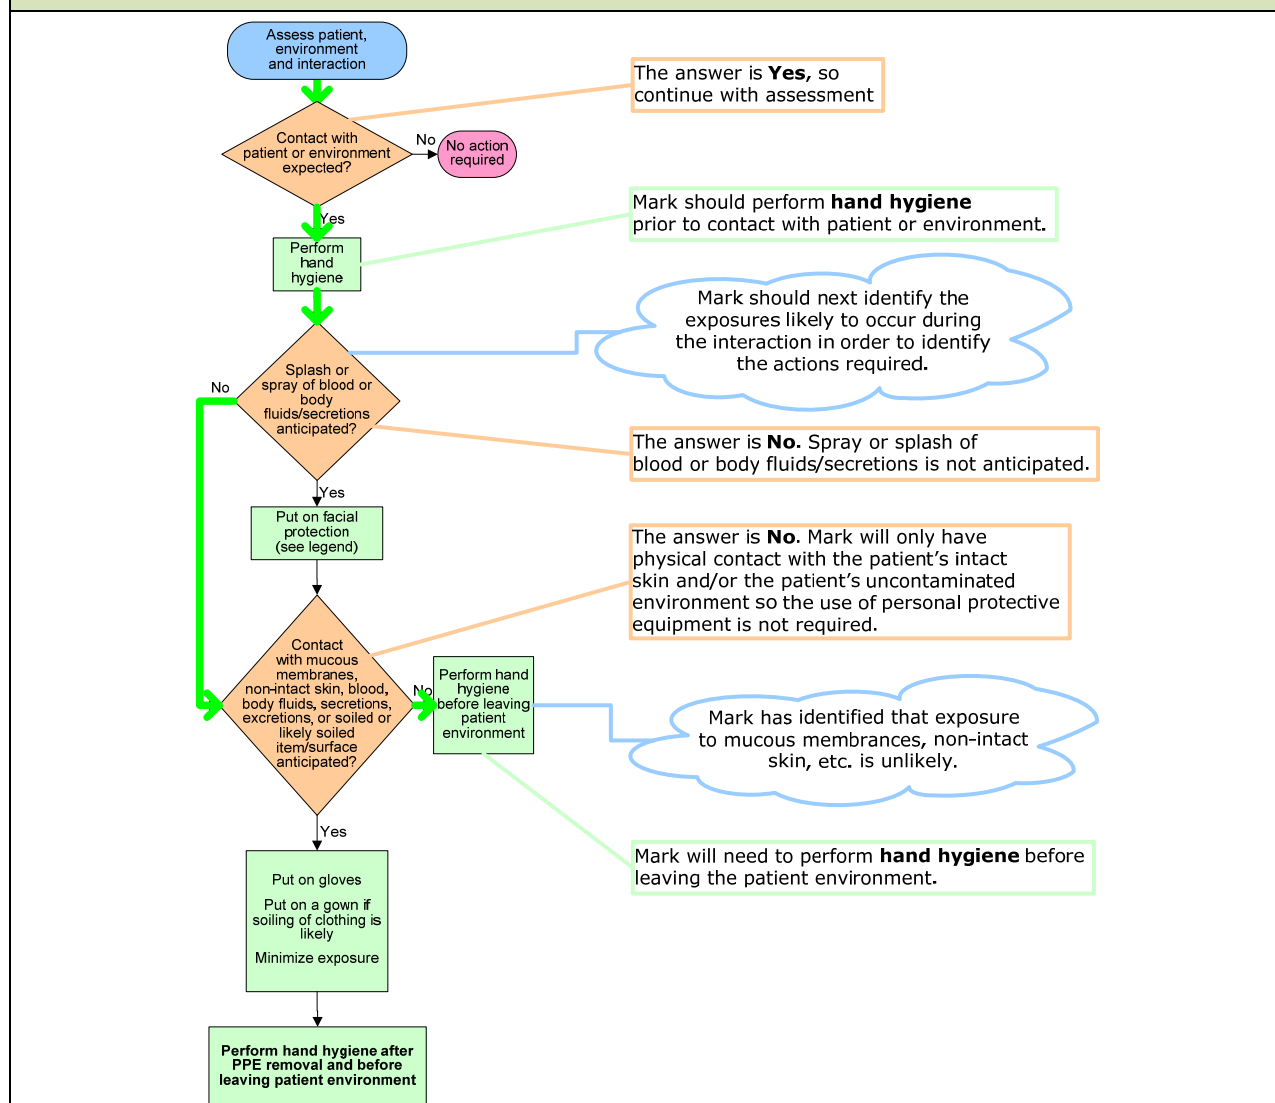 Assess patient,
environment
and interaction
The answer is Yes, so
continue with assessment
Contact with
patient or environment
expected?
No
No action
required
Yes
Mark should perform hand hygiene
prior to contact with patient or environment.
Perform
hand
hygiene
Mark should next identify the
exposures likely to occur during
the interaction in order to identify
the actions required.
Splash or
spray of blood or
body
fluids/secretions
anticipated?
No
The answer is No. Spray or splash of
blood or body fluids/secretions is not anticipated.
Yes
Put on facial
protection
(see legend)
The answer is No. Mark will only have
physical contact with the patient’s intact
skin and/or the patient’s uncontaminated
environment so the use of personal protective
equipment is not required.
Contact
with mucous
membranes,
non-intact skin, blood,
body fluids, secretions,
excretions, or soiled or
likely soiled
item/surface
anticipated?
No
Perform hand
hygiene
before leaving
patient
environment
Mark has identified that exposure
to mucous membrances, non-intact
skin, etc. is unlikely.
Yes
Mark will need to perform hand hygiene before
leaving the patient environment.
Put on gloves
Put on a gown if
soiling of clothing is
likely
Minimize exposure
Perform hand hygiene after
PPE removal and before
leaving patient environment